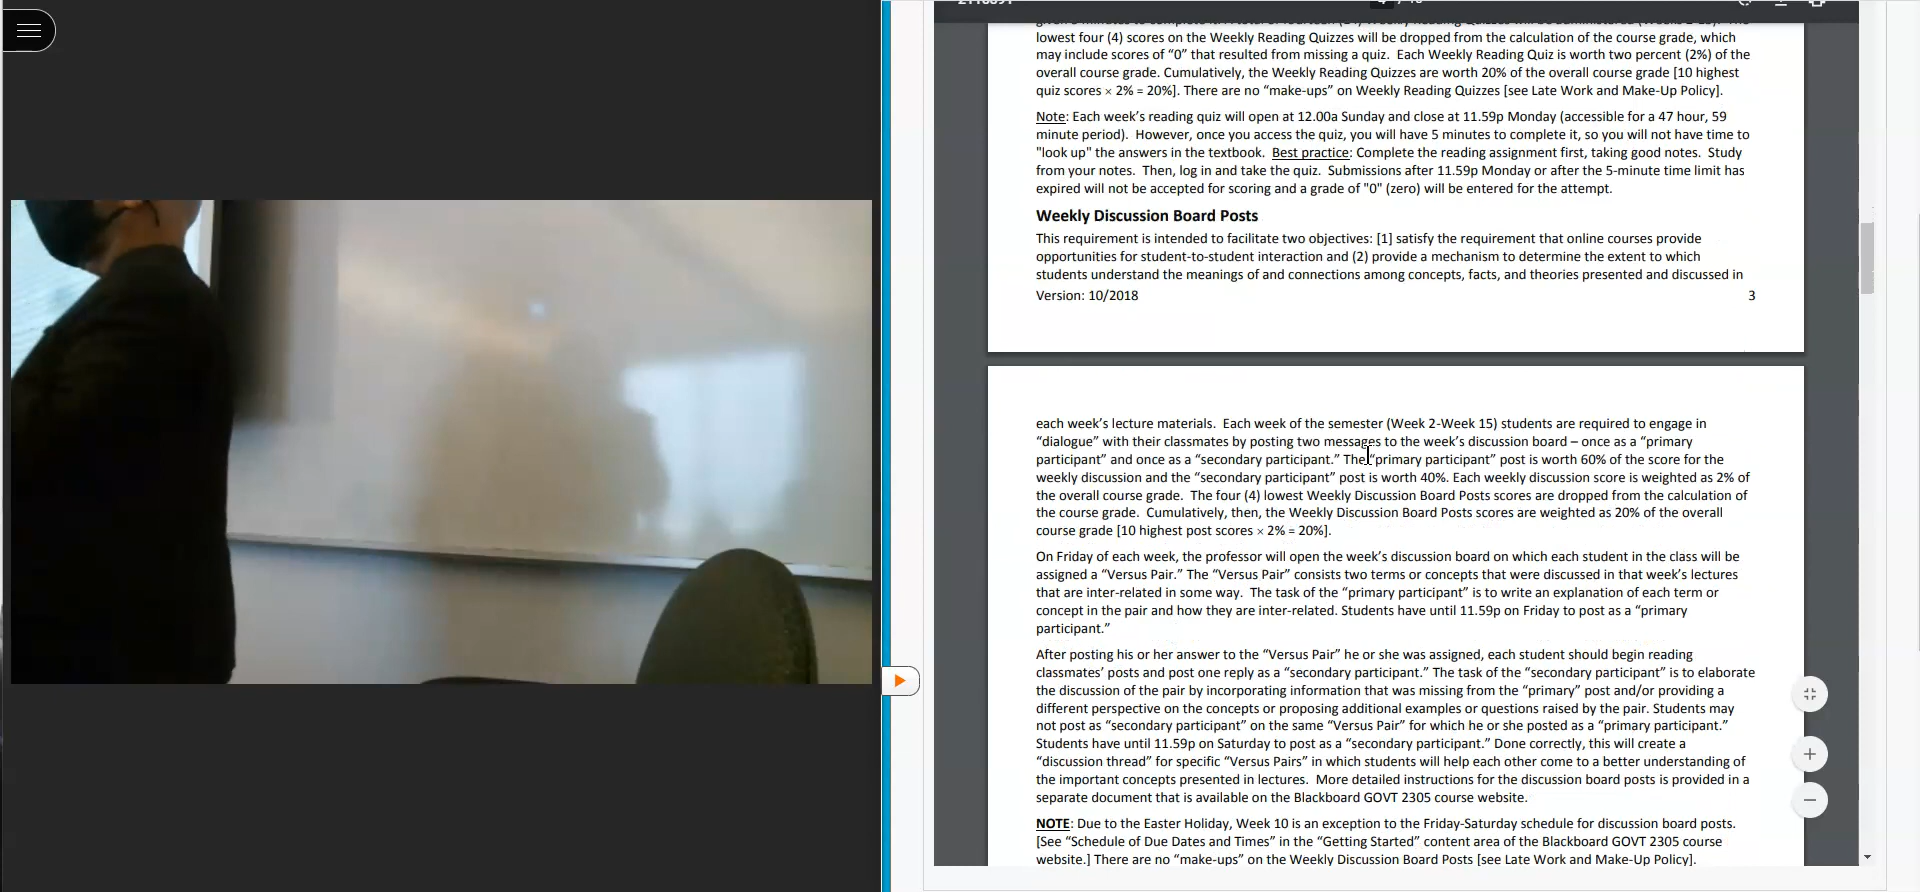 lowest four (4) scores on the Weekly Reading Quizzes will be dropped from the calculation of the course grade, which
may include scores of “0” that resulted from missing a quiz.  Each Weekly Reading Quiz is worth two percent (2%) of the
overall course grade. Cumulatively, the Weekly Reading Quizzes are worth 20% of the overall course grade [10 highest
quiz scores × 2% = 20%]. There are no “make-ups” on Weekly Reading Quizzes [see Late Work and Make-Up Policy].
Note: Each week’s reading quiz will open at 12.00a Sunday and close at 11.59p Monday (accessible for a 47 hour, 59
minute period).  However, once you access the quiz, you will have 5 minutes to complete it, so you will not have time to
"look up" the answers in the textbook.  Best practice: Complete the reading assignment first, taking good notes.  Study
from your notes.  Then, log in and take the quiz.  Submissions after 11.59p Monday or after the 5-minute time limit has
expired will not be accepted for scoring and a grade of "0" (zero) will be entered for the attempt.
Weekly Discussion Board Posts
This requirement is intended to facilitate two objectives: [1] satisfy the requirement that online courses provide
opportunities for student-to-student interaction and (2) provide a mechanism to determine the extent to which
students understand the meanings of and connections among concepts, facts, and theories presented and discussed in
Version: 10/2018 3
each week’s lecture materials.  Each week of the semester (Week 2-Week 15) students are required to engage in
“dialogue” with their classmates by posting two messages to the week’s discussion board – once as a “primary
participant” and once as a “secondary participant.” The “primary participant” post is worth 60% of the score for the
weekly discussion and the “secondary participant” post is worth 40%. Each weekly discussion score is weighted as 2% of
the overall course grade.  The four (4) lowest Weekly Discussion Board Posts scores are dropped from the calculation of
the course grade.  Cumulatively, then, the Weekly Discussion Board Posts scores are weighted as 20% of the overall
course grade [10 highest post scores × 2% = 20%].
On Friday of each week, the professor will open the week’s discussion board on which each student in the class will be
assigned a “Versus Pair.” The “Versus Pair” consists two terms or concepts that were discussed in that week’s lectures
that are inter-related in some way.  The task of the “primary participant” is to write an explanation of each term or
concept in the pair and how they are inter-related. Students have until 11.59p on Friday to post as a “primary
participant.”
After posting his or her answer to the “Versus Pair” he or she was assigned, each student should begin reading
classmates’ posts and post one reply as a “secondary participant.” The task of the “secondary participant” is to elaborate
the discussion of the pair by incorporating information that was missing from the “primary” post and/or providing a
different perspective on the concepts or proposing additional examples or questions raised by the pair. Students may
not post as “secondary participant” on the same “Versus Pair” for which he or she posted as a “primary participant.”
Students have until 11.59p on Saturday to post as a “secondary participant.” Done correctly, this will create a
“discussion thread” for specific “Versus Pairs” in which students will help each other come to a better understanding of
the important concepts presented in lectures.  More detailed instructions for the discussion board posts is provided in a
separate document that is available on the Blackboard GOVT 2305 course website.
NOTE: Due to the Easter Holiday, Week 10 is an exception to the Friday-Saturday schedule for discussion board posts.
[See “Schedule of Due Dates and Times” in the “Getting Started” content area of the Blackboard GOVT 2305 course
website.] There are no “make-ups” on the Weekly Discussion Board Posts [see Late Work and Make-Up Policy].